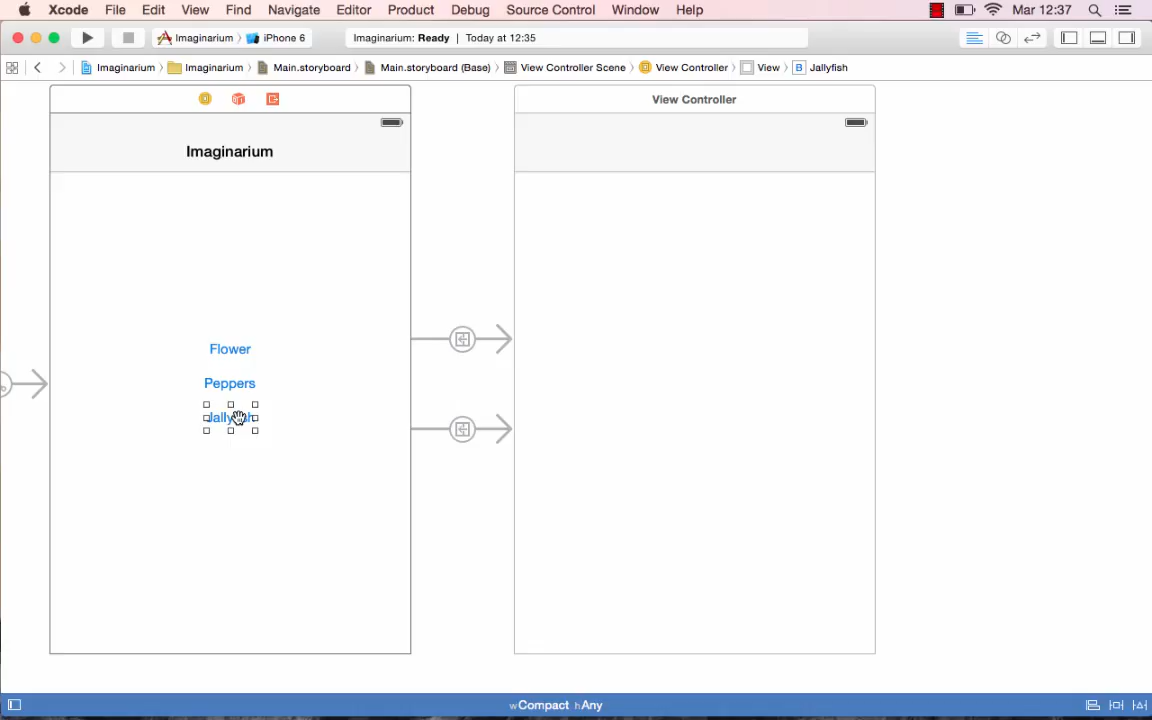 Xcode File Edit View Find Navigate Editor Product Debug Source Control Window Help Mar 12:37
Imaginarium iPhone 6 Imaginarium: Ready | Today at 12:35
Imaginarium Imaginarium Main.storyboard Main.storyboard (Base) View Controller Scene View Controller View B Jallyfish
View Controller
Imaginarium
Flower
Peppers
wCompact hAny